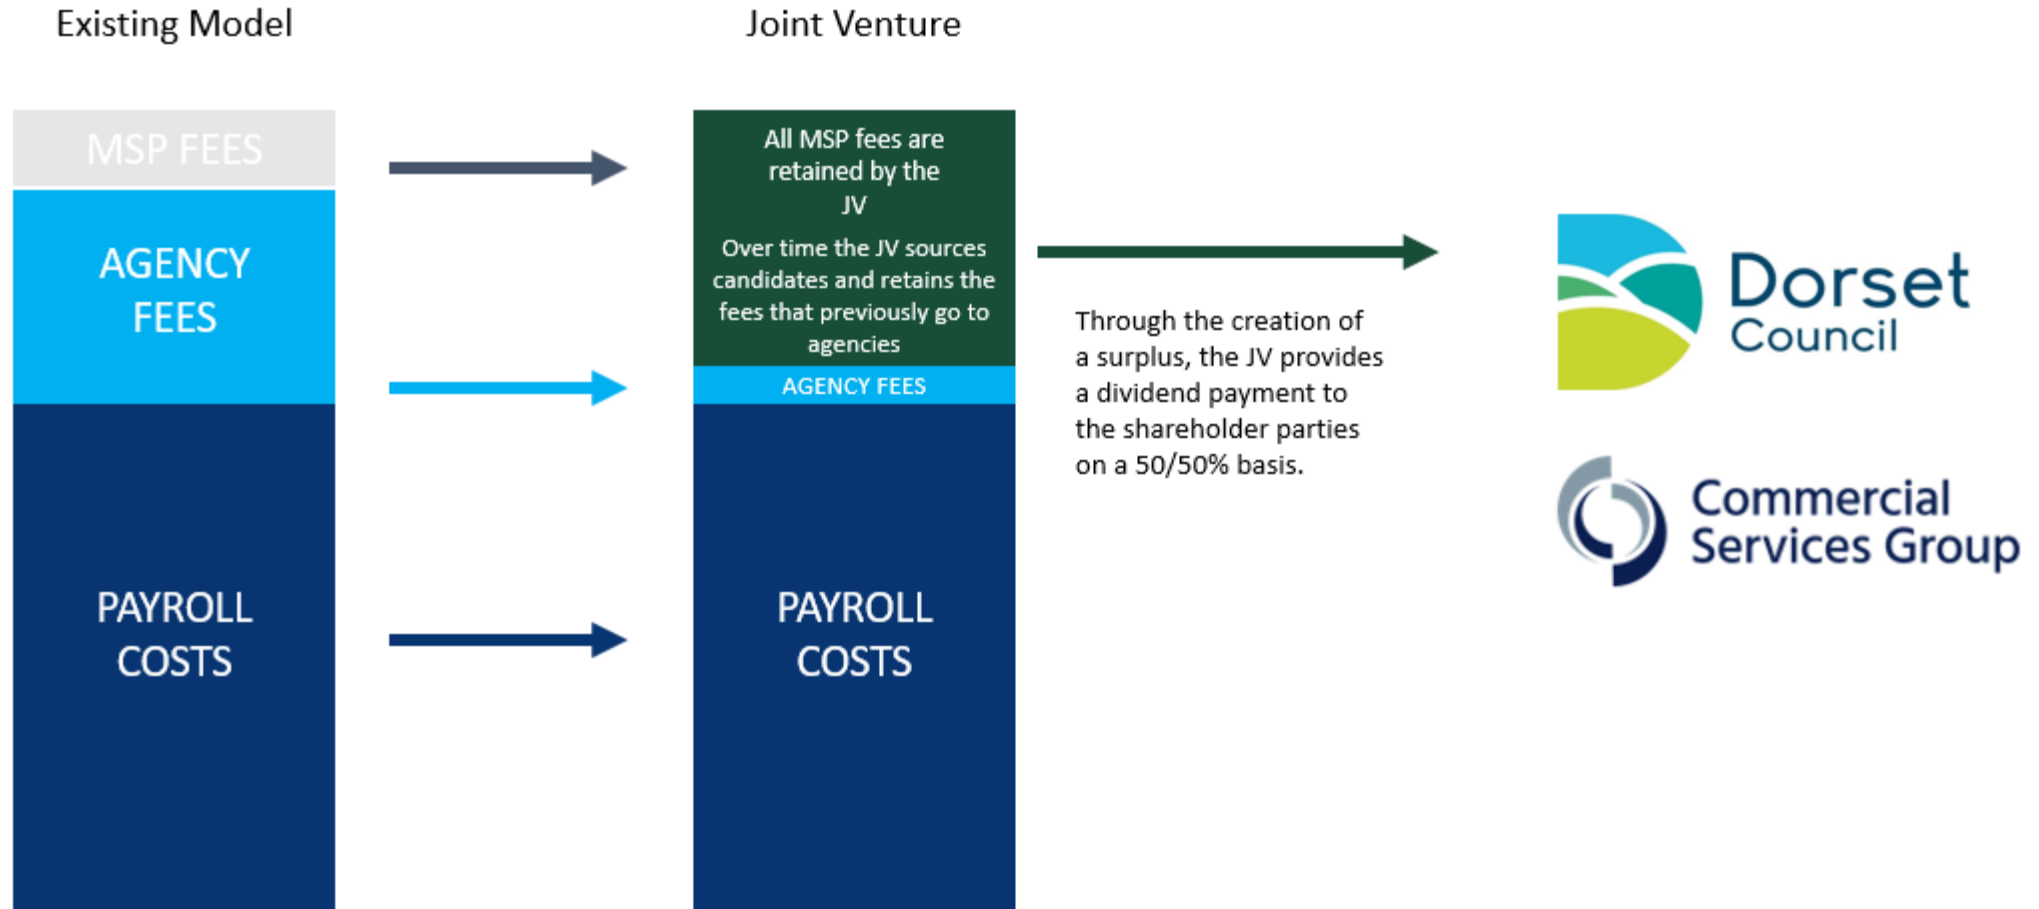 Existing Model
Joint Venture
MSP FEES
AGENCY
FEES
PAYROLL
COSTS
All MSP fees are
retained by the
JV
Over time the JV sources
candidates and retains the
fees that previously go to
agencies
AGENCY FEES
PAYROLL
COSTS
Through the creation of
a surplus, the JV provides
a dividend payment to
the shareholder parties
on a 50/50% basis.
Dorset
Council
Commercial
Services Group